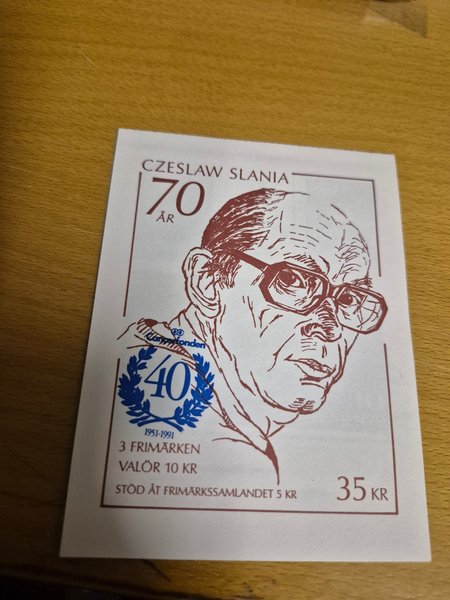 CZESLAW SLANIA
70
ÅR
40
1951-1991
3 FRIMÄRKEN
VALÖR 10 KR
STÖD ÅT FRIMÄRKSSAMLANDET 5 KR
35 KR